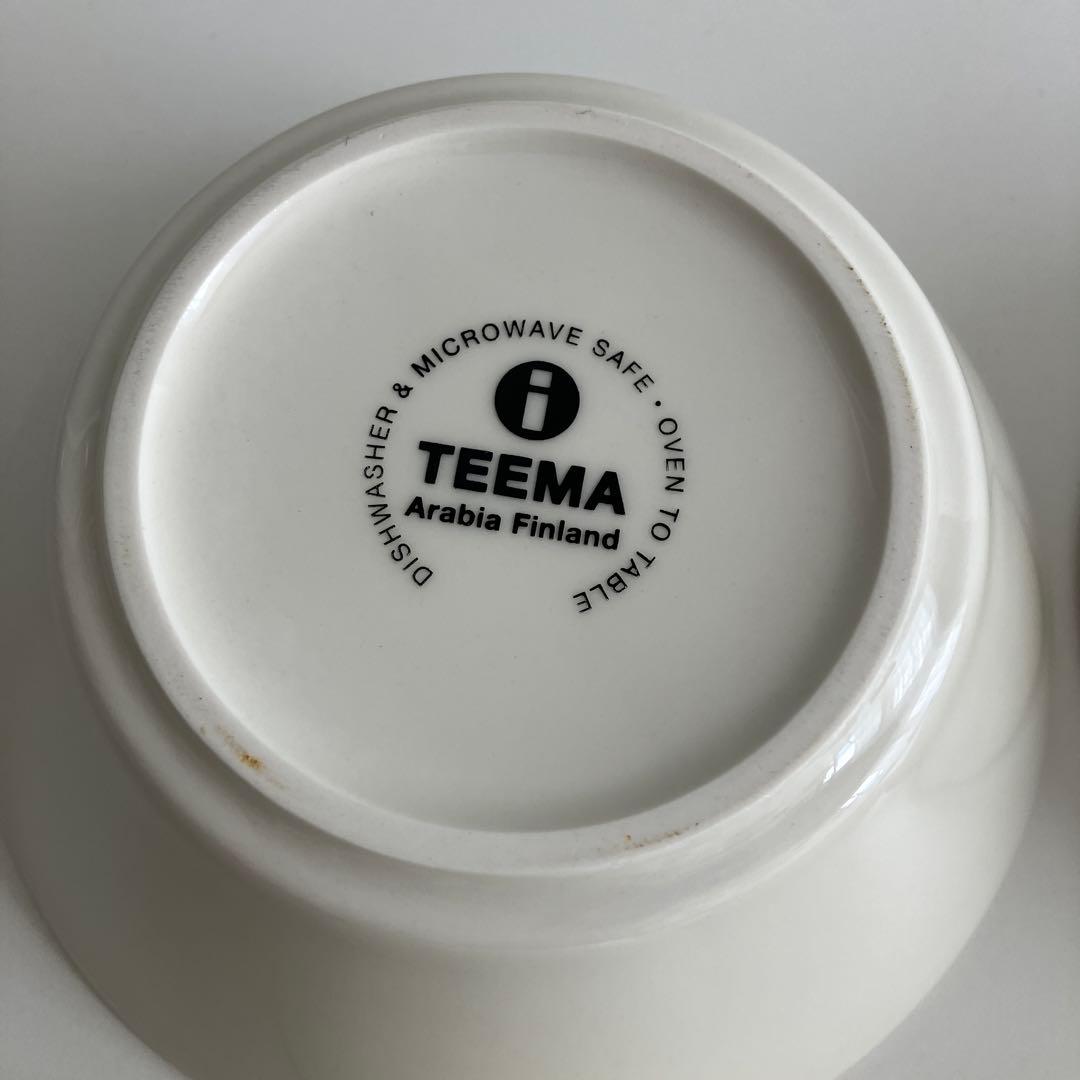 DISHWASHER & MICROWAVE SAFE • OVEN TO TABLE
i
TEEMA
Arabia Finland